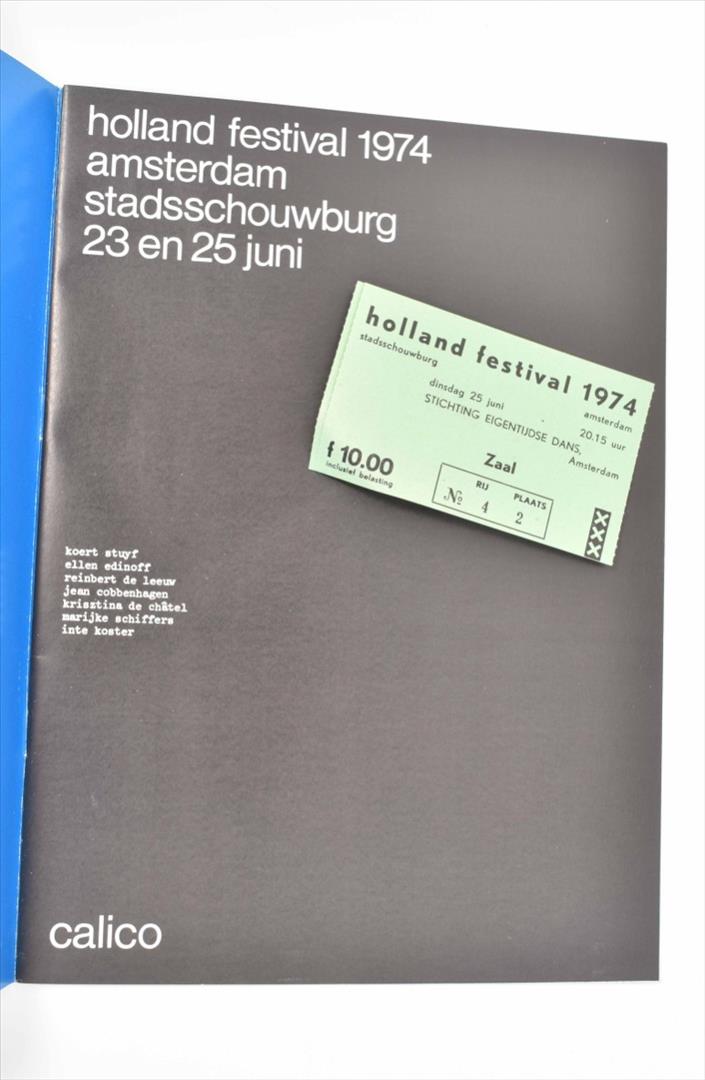 holland festival 1974
amsterdam
stadsschouwburg
23 en 25 juni
holland festival 1974
stadsschouwburg
amsterdam
dinsdag 25 juni - 20.15 uur
STICHTING EIGENTIJDSE DANS,
Amsterdam
f 10.00
inclusief belasting
Zaal
RIJ PLAATS
No 4 2
XXX
koert stuyf
ellen edinoff
reinbert de leeuw
jean cobbenhagen
krisztina de châtel
marijke schiffers
inte koster
calico